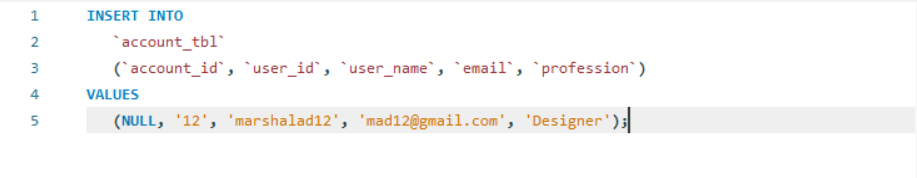 1 INSERT INTO
2 `account_tbl`
3 (`account_id`, `user_id`, `user_name`, `email`, `profession`)
4 VALUES
5 (NULL, '12', 'marshalad12', 'mad12@gmail.com', 'Designer');